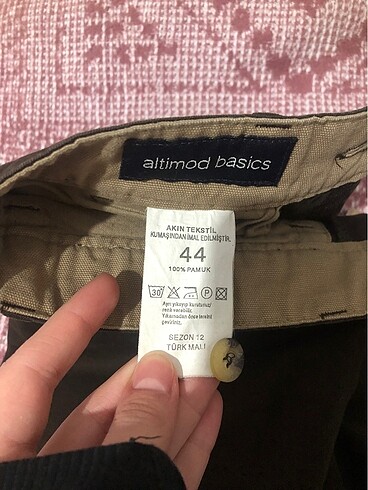 altimod basics
AKIN TEKSTİL
KUMAŞINDAN İMAL EDİLMİŞTİR.
44
100% PAMUK
30
P
Ayrı yıkayıp kurutunuz!
renk verebilir.
Yıkamadan önce tersini
çeviriniz.
SEZON 12
TÜRK MALI